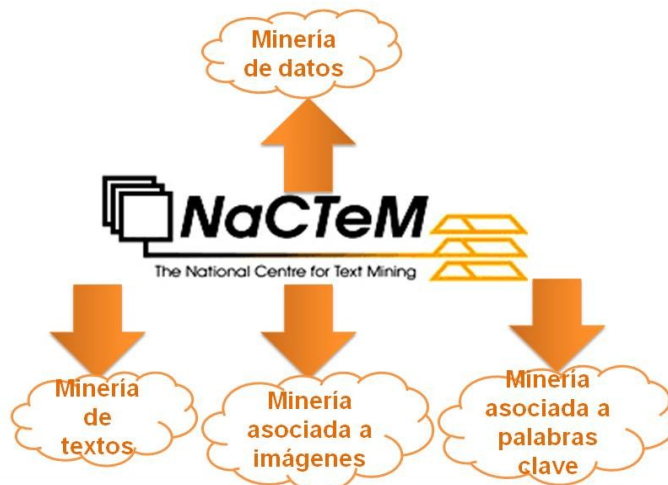 Minería
de datos
NaCTeM
The National Centre for Text Mining
Minería
de
textos
Minería
asociada a
imágenes
Minería
asociada a
palabras
clave